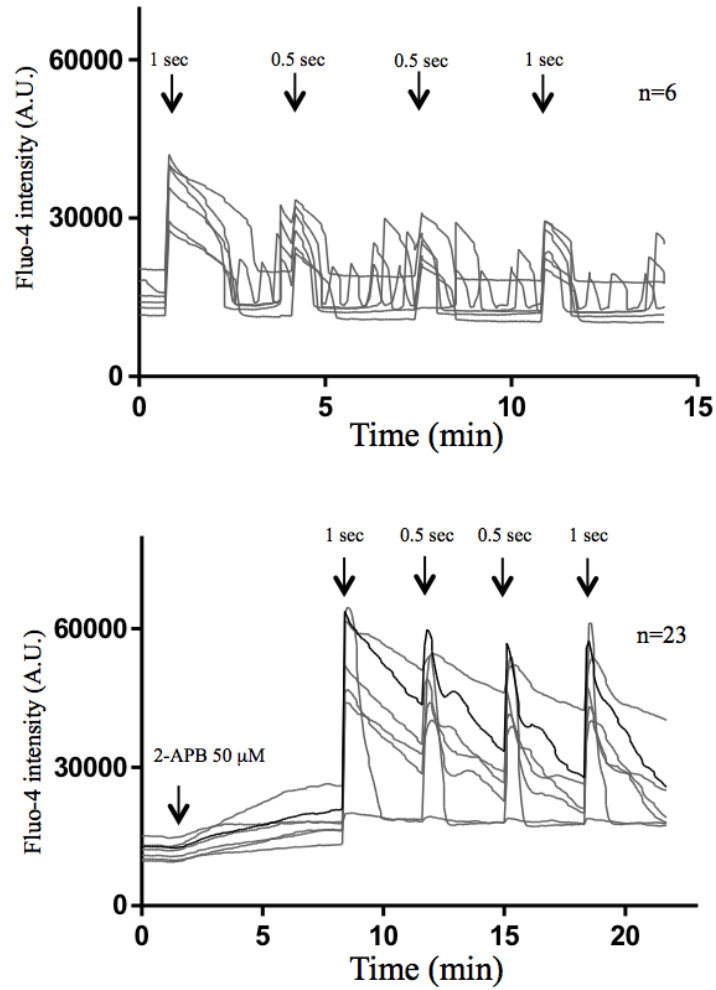 60000
30000
0
Fluo-4 intensity (A.U.)
1 sec
0.5 sec
0.5 sec
1 sec
n=6
0
5
10
15
Time (min)
60000
30000
0
Fluo-4 intensity (A.U.)
1 sec
0.5 sec
0.5 sec
1 sec
n=23
2-APB 50 μM
0
5
10
15
20
Time (min)